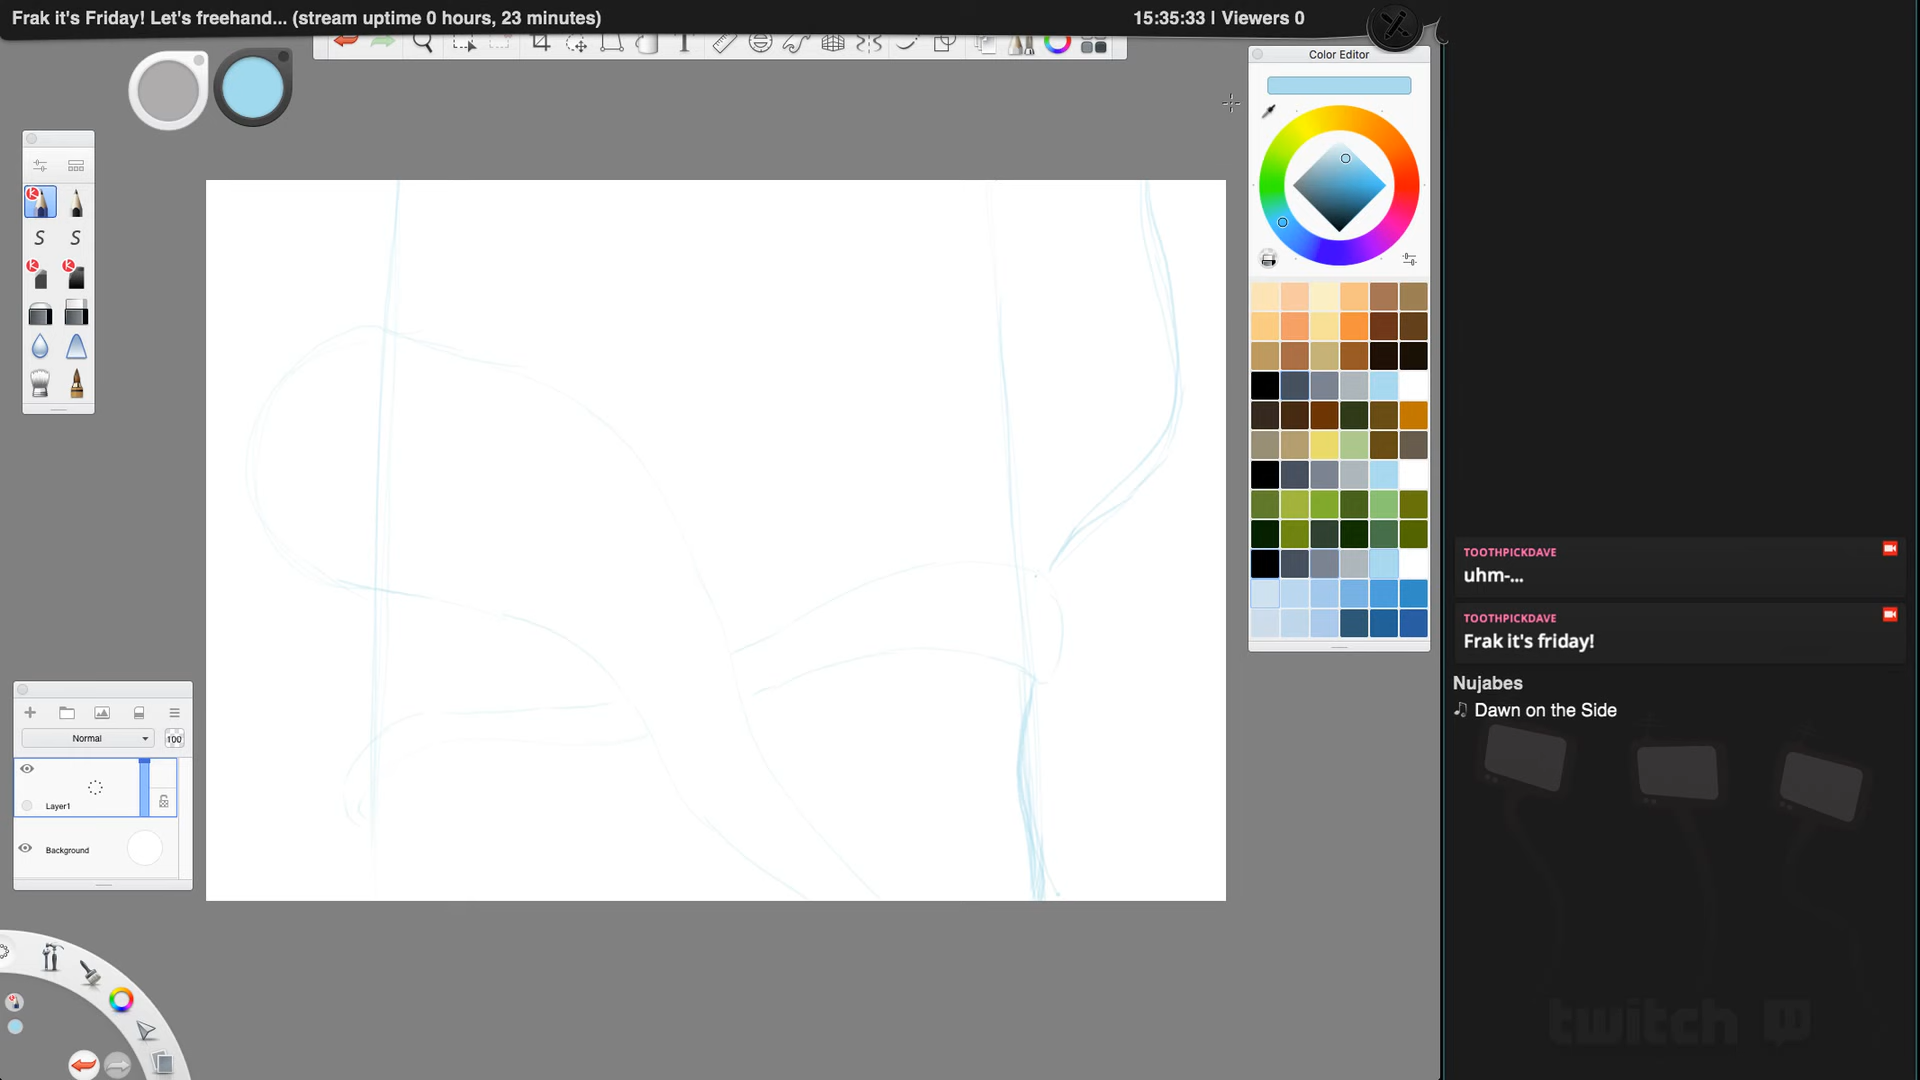 Frak it's Friday! Let's freehand... (stream uptime 0 hours, 23 minutes)
15:35:33 | Viewers 0
Color Editor
Normal
100
Layer1
Background
TOOTHPICKDAVE
uhm-...
TOOTHPICKDAVE
Frak it's friday!
Nujabes
Dawn on the Side
twitch